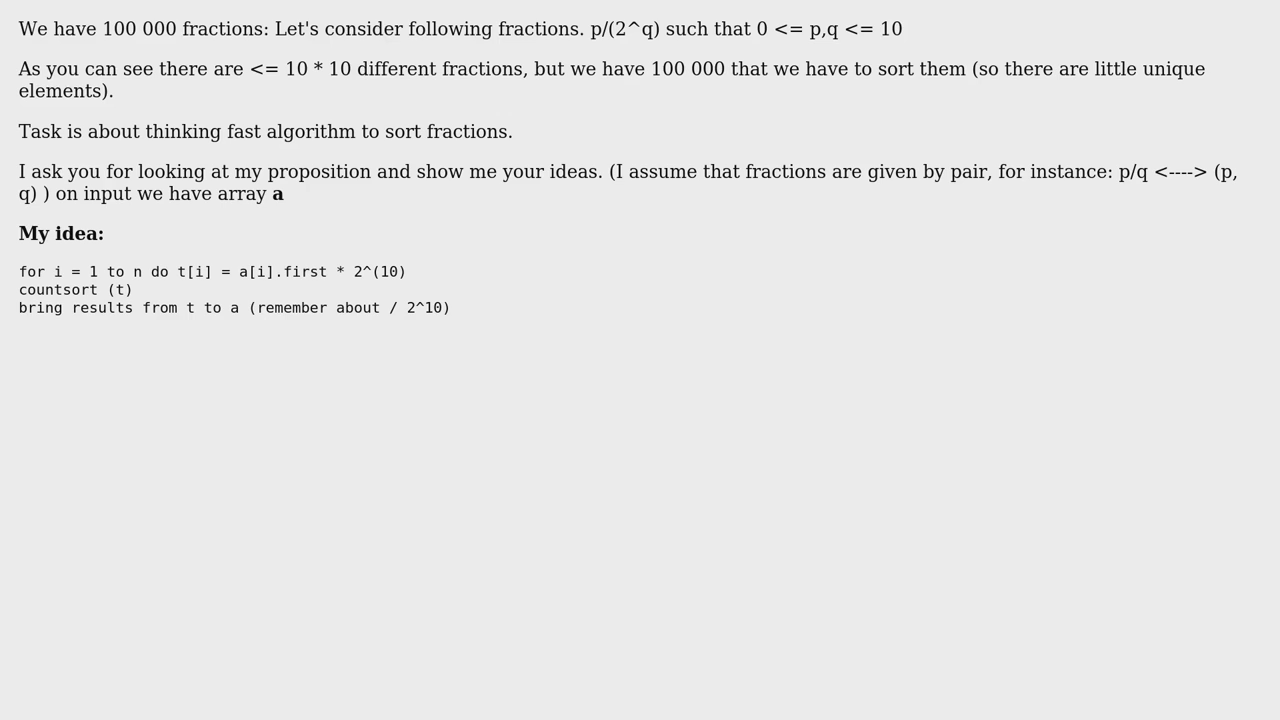 We have 100 000 fractions: Let's consider following fractions. p/(2^q) such that 0 <= p,q <= 10
As you can see there are <= 10 * 10 different fractions, but we have 100 000 that we have to sort them (so there are little unique
elements).
Task is about thinking fast algorithm to sort fractions.
I ask you for looking at my proposition and show me your ideas. (I assume that fractions are given by pair, for instance: p/q <----> (p,
q) ) on input we have array a
My idea:
for i = 1 to n do t[i] = a[i].first * 2^(10)
countsort (t)
bring results from t to a (remember about / 2^10)